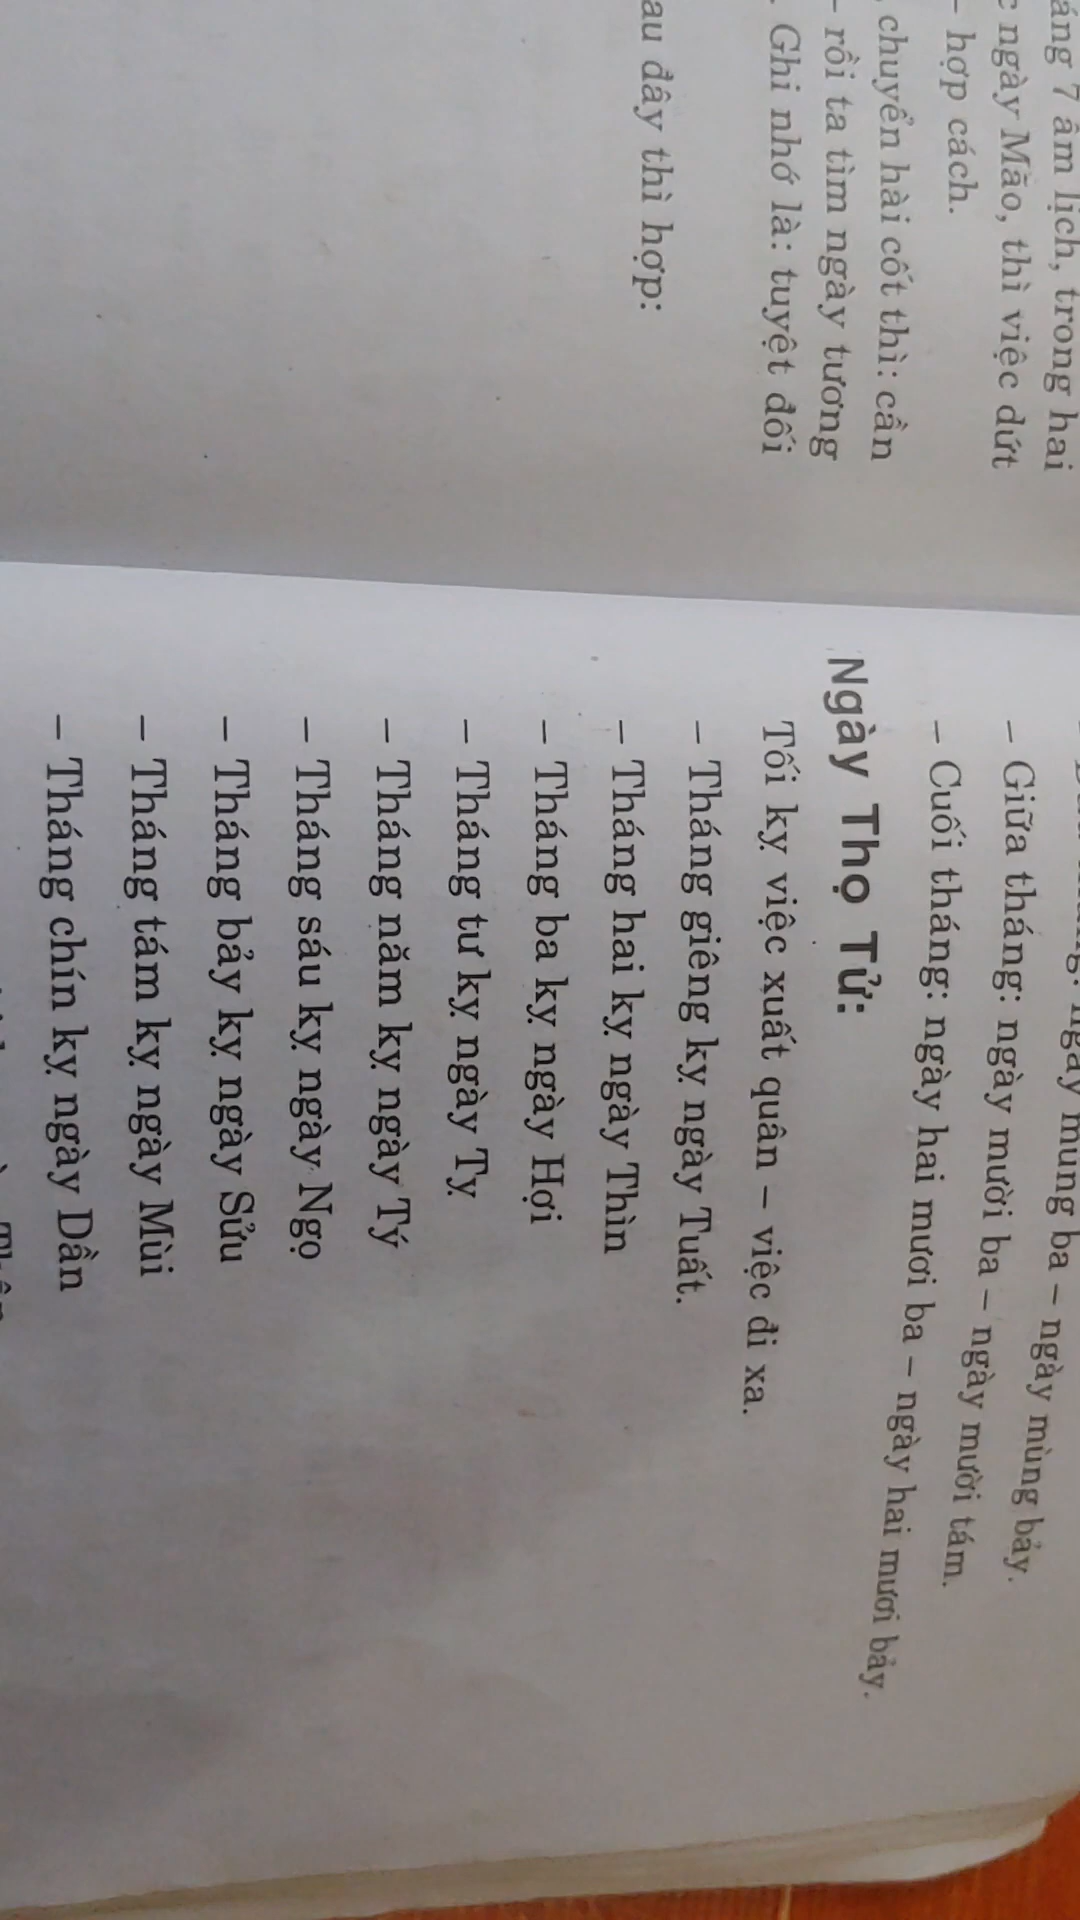 áng 7 âm lịch, trong hai
ngày Mão, thì việc dứt
– hợp cách.
, chuyển hài cốt thì: cần
– rồi ta tìm ngày tương
. Ghi nhớ là: tuyệt đối
au đây thì hợp:
ngày mùng ba – ngày mùng bảy.
– Giữa tháng: ngày mười ba – ngày mười tám.
– Cuối tháng: ngày hai mươi ba – ngày hai mươi bảy.
Ngày Thọ Tử:
Tối kỵ việc xuất quân – việc đi xa.
– Tháng giêng kỵ ngày Tuất.
– Tháng hai kỵ ngày Thìn
– Tháng ba kỵ ngày Hợi
– Tháng tư kỵ ngày Tỵ
– Tháng năm kỵ ngày Tý
– Tháng sáu kỵ ngày Ngọ
– Tháng bảy kỵ ngày Sửu
– Tháng tám kỵ ngày Mùi
– Tháng chín kỵ ngày Dần